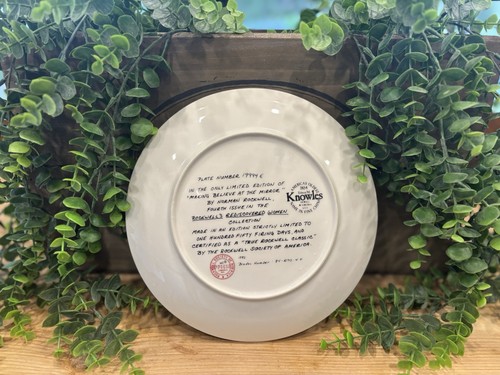 PLATE NUMBER 17994 E
IN THE ONLY LIMITED EDITION OF
"MAKING BELIEVE AT THE MIRROR"
BY NORMAN ROCKWELL,
FOURTH ISSUE IN THE
ROCKWELL'S REDISCOVERED WOMEN
COLLECTION
MADE IN AN EDITION STRICTLY LIMITED TO
ONE HUNDRED FIFTY FIRING DAYS, AND
CERTIFIED AS A "TRUE ROCKWELL CLASSIC"
BY THE ROCKWELL SOCIETY OF AMERICA.
Knowles